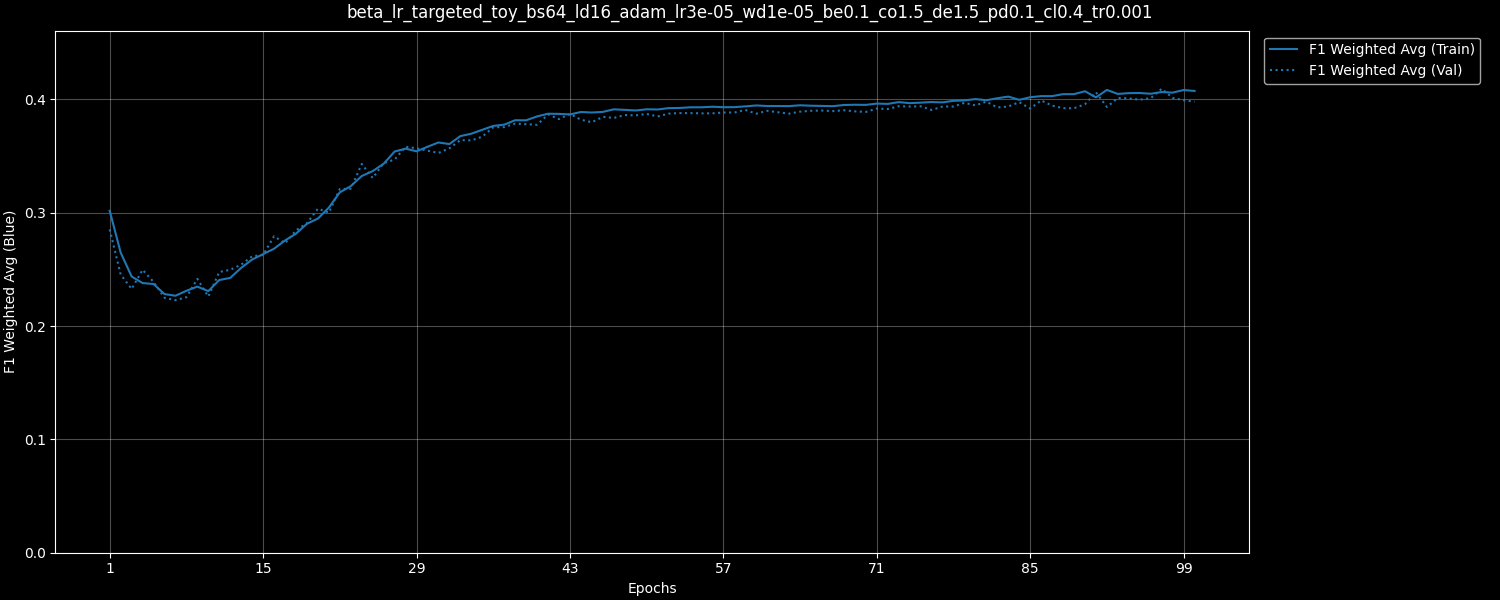 beta_lr_targeted_toy_bs64_ld16_adam_lr3e-05_wd1e-05_be0.1_co1.5_de1.5_pd0.1_cl0.4_tr0.001
F1 Weighted Avg (Train)
F1 Weighted Avg (Val)
F1 Weighted Avg (Blue)
0.4
0.3
0.2
0.1
0.0
1 15 29 43 57 71 85 99
Epochs